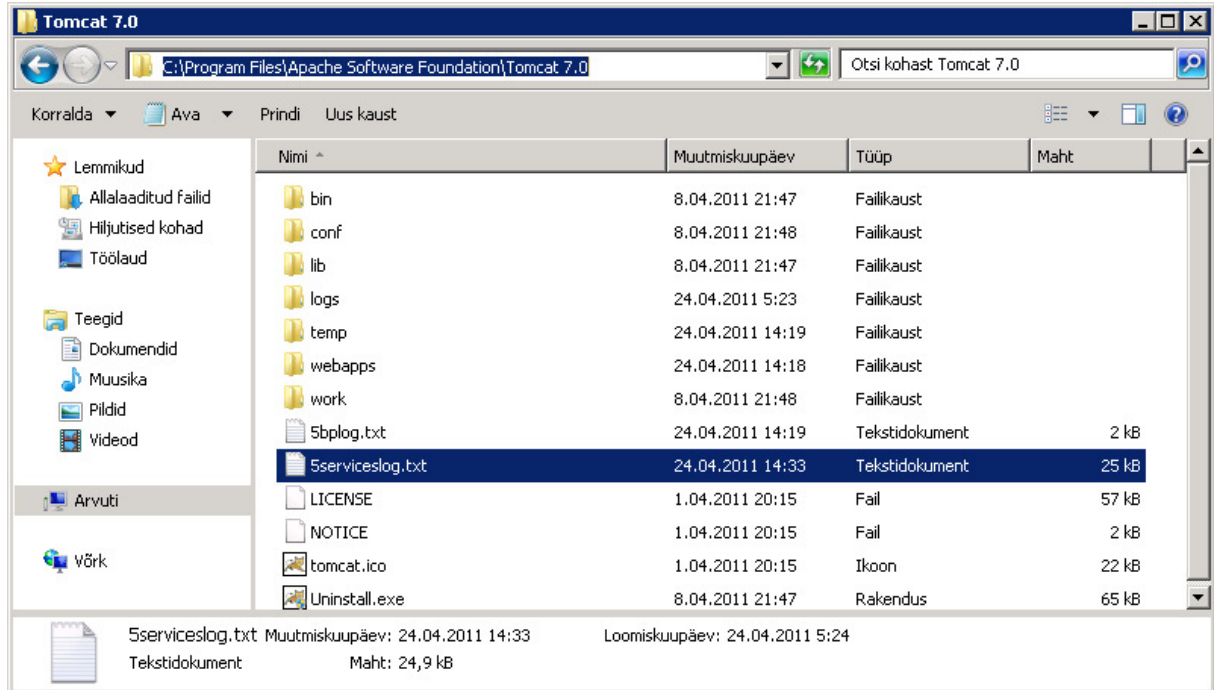 Tomcat 7.0
C:\Program Files\Apache Software Foundation\Tomcat 7.0
Otsi kohast Tomcat 7.0
Korralda Ava Prindi Uus kaust
Lemmikud
Allalaaditud failid
Hiljutised kohad
Töölaud
Teegid
Dokumendid
Muusika
Pildid
Videod
Arvuti
Võrk
Nimi Muutmiskuupäev Tüüp Maht
bin 8.04.2011 21:47 Failikaust
conf 8.04.2011 21:48 Failikaust
lib 8.04.2011 21:47 Failikaust
logs 24.04.2011 5:23 Failikaust
temp 24.04.2011 14:19 Failikaust
webapps 24.04.2011 14:18 Failikaust
work 8.04.2011 21:48 Failikaust
5bplog.txt 24.04.2011 14:19 Tekstidokument 2 kB
5serviceslog.txt 24.04.2011 14:33 Tekstidokument 25 kB
LICENSE 1.04.2011 20:15 Fail 57 kB
NOTICE 1.04.2011 20:15 Fail 2 kB
tomcat.ico 1.04.2011 20:15 Ikoon 22 kB
Uninstall.exe 8.04.2011 21:47 Rakendus 65 kB
5serviceslog.txt Muutmiskuupäev: 24.04.2011 14:33 Loomiskuupäev: 24.04.2011 5:24
Tekstidokument Maht: 24,9 kB